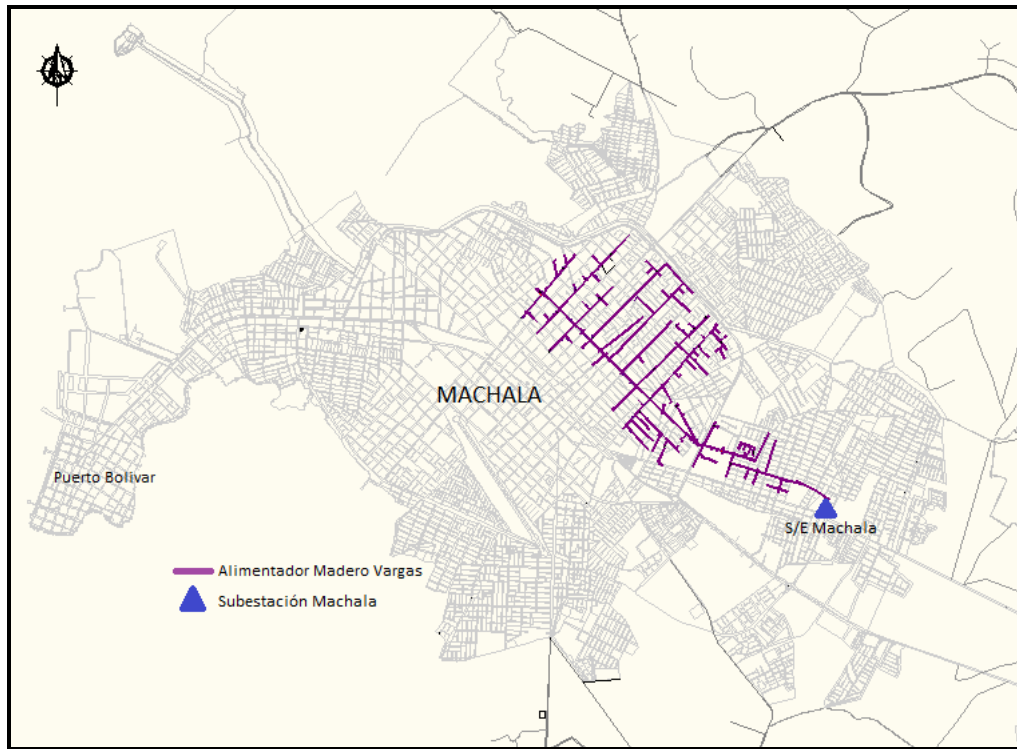 MACHALA
Puerto Bolivar
S/E Machala
Alimentador Madero Vargas
Subestación Machala